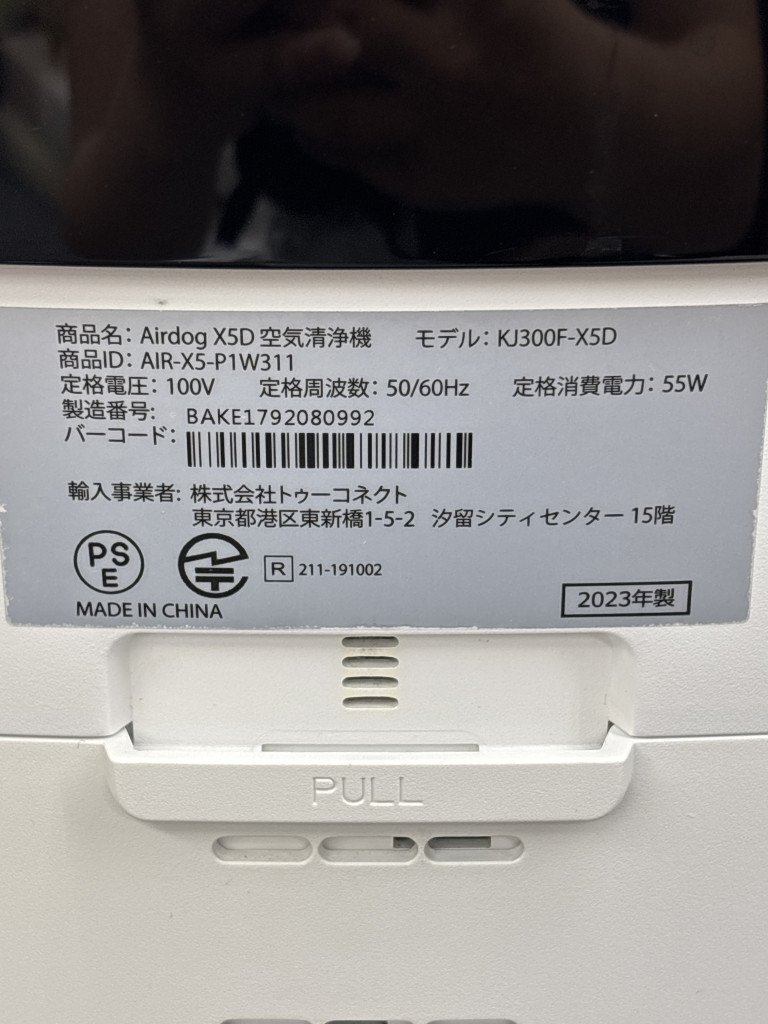 商品名: Airdog X5D 空気清浄機 モデル: KJ300F-X5D
商品ID: AIR-X5-P1W311
定格電圧: 100V 定格周波数: 50/60Hz 定格消費電力: 55W
製造番号: BAKE1792080992
バーコード:
輸入事業者: 株式会社トゥーコネクト
東京都港区東新橋1-5-2 汐留シティセンター 15階
PSE
R 211-191002
MADE IN CHINA 2023年製
PULL